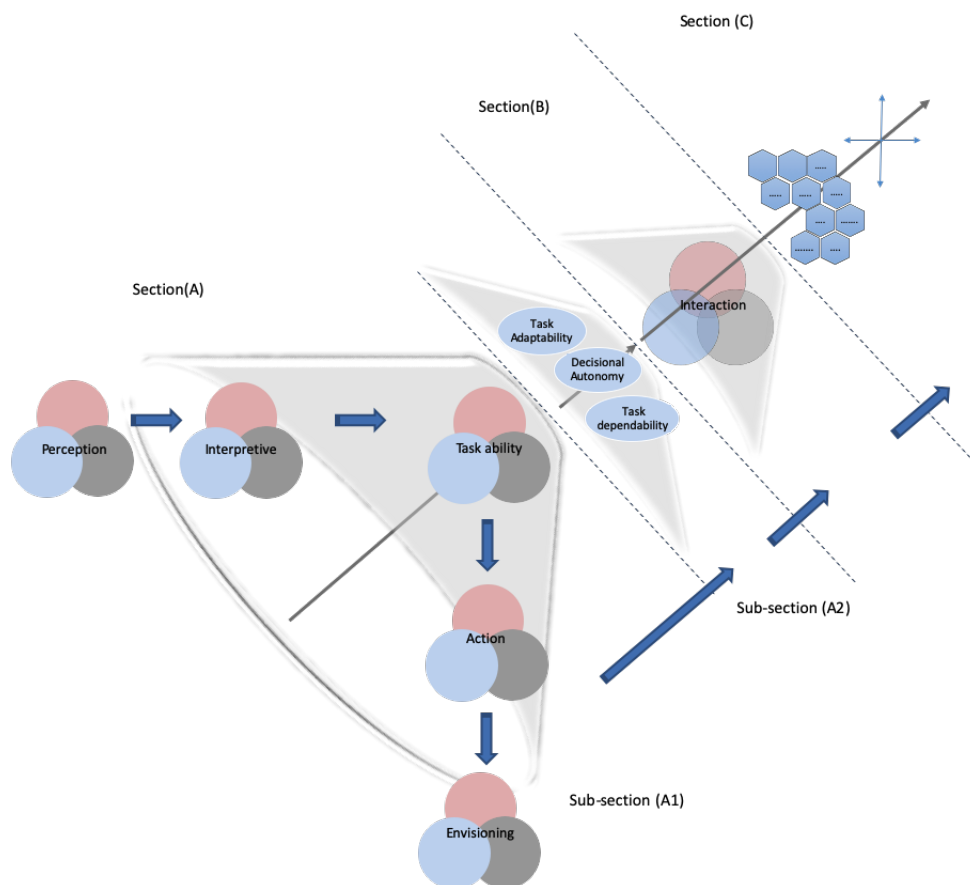 Section (C)
Section(B)
.....
.....
.....
.....
....
.......
.......
....
Section(A)
Interaction
Task
Adaptability
Decisional
Autonomy
Task
dependability
Perception
Interpretive
Task ability
Sub-section (A2)
Action
Sub-section (A1)
Envisioning